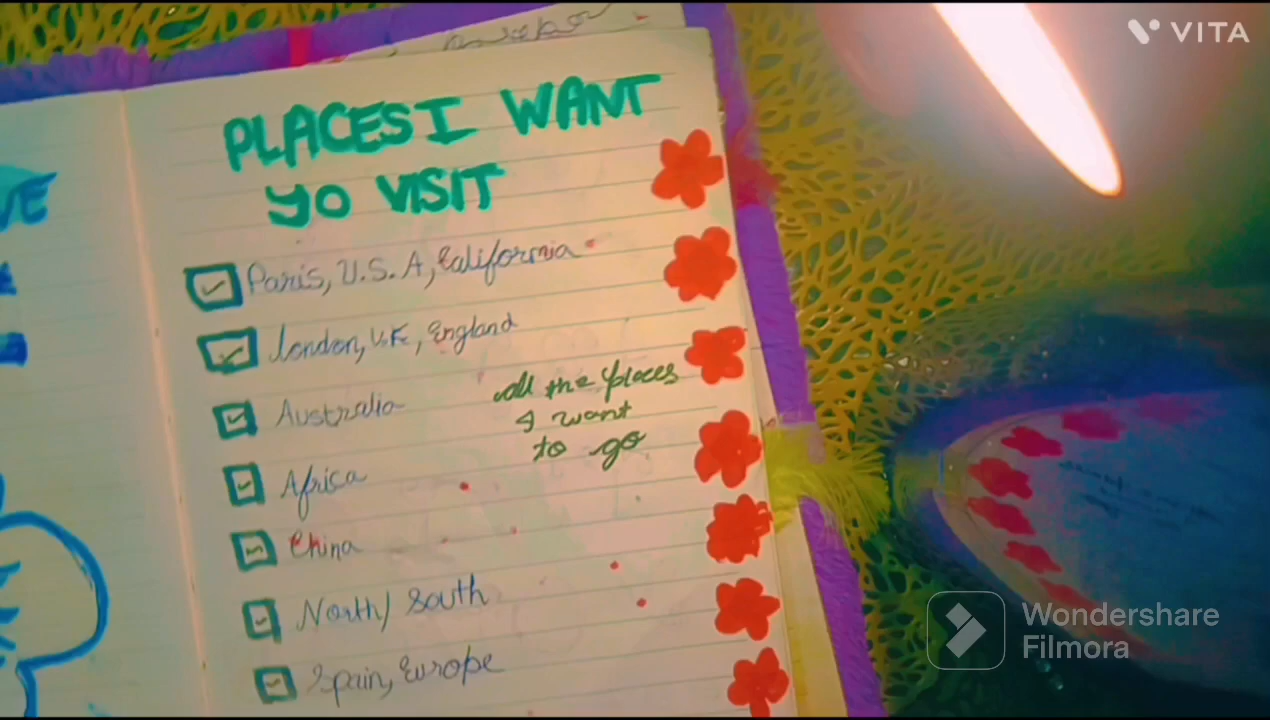 PLACES I WANT
YO VISIT
Paris, U.S.A, California
London, U.K, England
Australia
all the places
I want
to go
Africa
China
North/ South
Spain, Europe
VE
VITA
Wondershare
Filmora